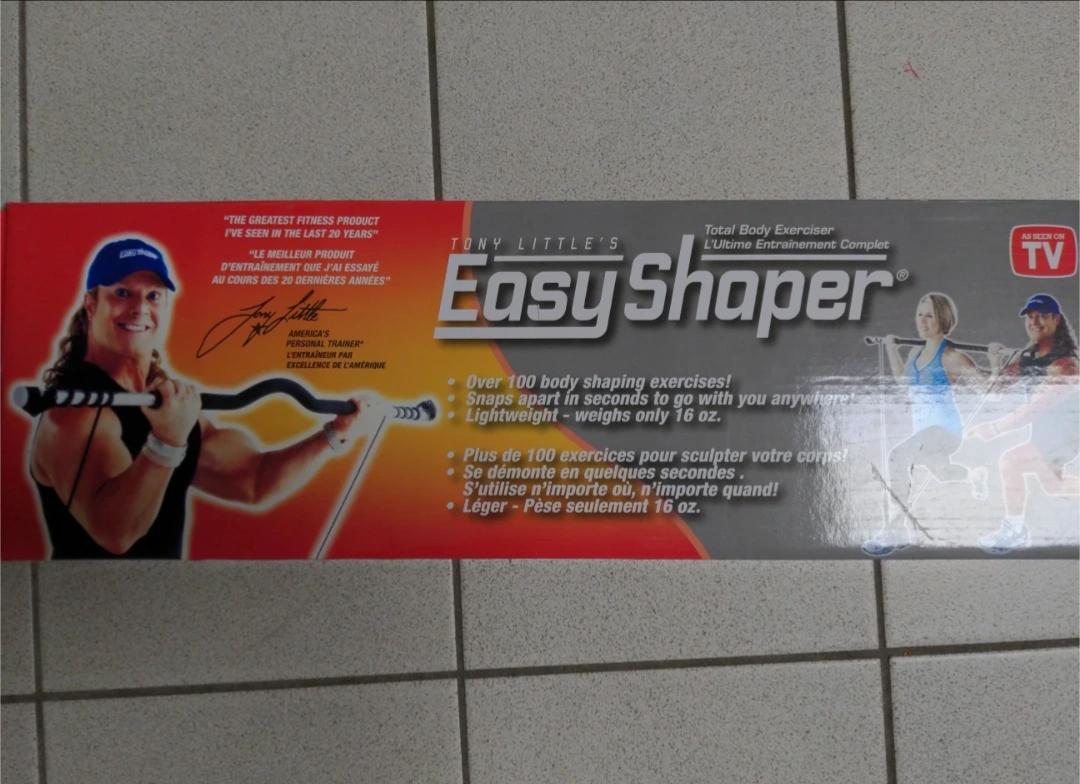 "THE GREATEST FITNESS PRODUCT
I'VE SEEN IN THE LAST 20 YEARS"
"LE MEILLEUR PRODUIT
D'ENTRAÎNEMENT QUE J'AI ESSAYÉ
AU COURS DES 20 DERNIÈRES ANNÉES"
Tony Little
AMERICA'S
PERSONAL TRAINER®
L'ENTRAÎNEUR PAR
EXCELLENCE DE L'AMÉRIQUE
EASY SHAPER
TONY LITTLE'S
Total Body Exerciser
L'Ultime Entraînement Complet
EasyShaper®
AS SEEN ON
TV
• Over 100 body shaping exercises!
• Snaps apart in seconds to go with you anywhere!
• Lightweight - weighs only 16 oz.
• Plus de 100 exercices pour sculpter votre corps!
• Se démonte en quelques secondes .
S'utilise n'importe où, n'importe quand!
• Léger - Pèse seulement 16 oz.